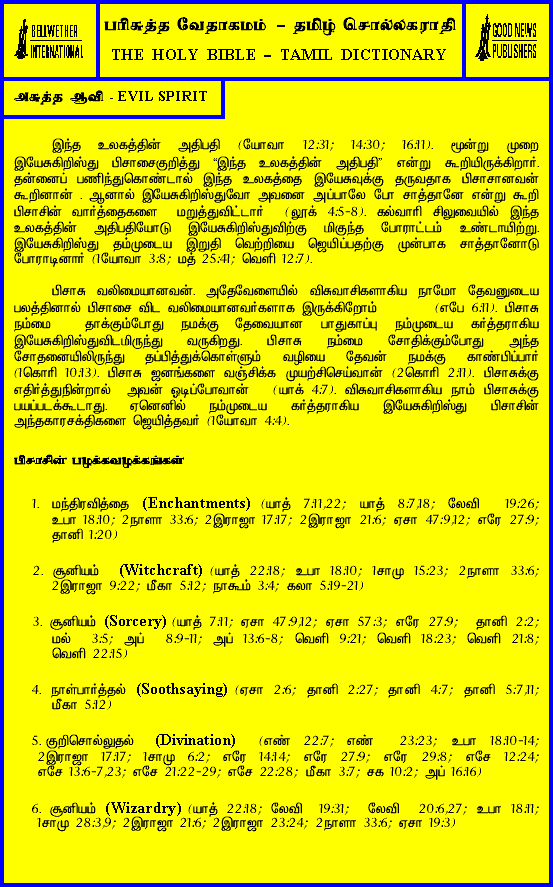 BELLWETHER
INTERNATIONAL
பரிசுத்த வேதாகமம் – தமிழ் சொல்லகராதி
THE HOLY BIBLE – TAMIL DICTIONARY
GOOD NEWS
PUBLISHERS
அசுத்த ஆவி - EVIL SPIRIT
இந்த உலகத்தின் அதிபதி (யோவா 12:31; 14:30; 16:11). மூன்று முறை
இயேசுகிறிஸ்து பிசாசைகுறித்து “இந்த உலகத்தின் அதிபதி” என்று கூறியிருக்கிறார்.
தன்னைப் பணிந்துகொண்டால் இந்த உலகத்தை இயேசுவுக்கு தருவதாக பிசாசானவன்
கூறினான் . ஆனால் இயேசுகிறிஸ்துவோ அவனை அப்பாலே போ சாத்தானே என்று கூறி
பிசாசின் வார்த்தைகளை மறுத்துவிட்டார் (லூக் 4:5-8). கல்வாரி சிலுவையில் இந்த
உலகத்தின் அதிபதியோடு இயேசுகிறிஸ்துவிற்கு மிகுந்த போராட்டம் உண்டாயிற்று.
இயேசுகிறிஸ்து தம்முடைய இறுதி வெற்றியை ஜெயிப்பதற்கு முன்பாக சாத்தானோடு
போராடினார் (1யோவா 3:8; மத் 25:41; வெளி 12:7).
பிசாசு வலிமையானவன். அதேவேளையில் விசுவாசிகளாகிய நாமோ தேவனுடைய
பலத்தினால் பிசாசை விட வலிமையானவர்களாக இருக்கிறோம் (எபே 6:11). பிசாசு
நம்மை தாக்கும்போது நமக்கு தேவையான பாதுகாப்பு நம்முடைய கர்த்தராகிய
இயேசுகிறிஸ்துவிடமிருந்து வருகிறது. பிசாசு நம்மை சோதிக்கும்போது அந்த
சோதனையிலிருந்து தப்பித்துக்கொள்ளும் வழியை தேவன் நமக்கு காண்பிப்பார்
(1கொரி 10:13). பிசாசு ஜனங்களை வஞ்சிக்க முயற்சிசெய்வான் (2கொரி 2:11). பிசாசுக்கு
எதிர்த்துநின்றால் அவன் ஓடிப்போவான் (யாக் 4:7). விசுவாசிகளாகிய நாம் பிசாசுக்கு
பயப்படக்கூடாது. ஏனெனில் நம்முடைய கர்த்தராகிய இயேசுகிறிஸ்து பிசாசின்
அந்தகாரசக்திகளை ஜெயித்தவர் (1யோவா 4:4).
பிசாசின் பழக்கவழக்கங்கள்
1. மந்திரவித்தை (Enchantments) (யாத் 7:11,22; யாத் 8:7,18; லேவி 19:26;
உபா 18:10; 2நாளா 33:6; 2இராஜா 17:17; 2இராஜா 21:6; ஏசா 47:9,12; எரே 27:9;
தானி 1:20)
2. சூனியம் (Witchcraft) (யாத் 22:18; உபா 18:10; 1சாமு 15:23; 2நாளா 33:6;
2இராஜா 9:22; மீகா 5:12; நாகூம் 3:4; கலா 5:19-21)
3. சூனியம் (Sorcery) (யாத் 7:11; ஏசா 47:9,12; ஏசா 57:3; எரே 27:9; தானி 2:2;
மல் 3:5; அப் 8:9-11; அப் 13:6-8; வெளி 9:21; வெளி 18:23; வெளி 21:8;
வெளி 22:15)
4. நாள்பார்த்தல் (Soothsaying) (ஏசா 2:6; தானி 2:27; தானி 4:7; தானி 5:7,11;
மீகா 5:12)
5. குறிசொல்லுதல் (Divination) (எண் 22:7; எண் 23:23; உபா 18:10-14;
2இராஜா 17:17; 1சாமு 6:2; எரே 14:14; எரே 27:9; எரே 29:8; எசே 12:24;
எசே 13:6-7,23; எசே 21:22-29; எசே 22:28; மீகா 3:7; சக 10:2; அப் 16:16)
6. சூனியம் (Wizardry) (யாத் 22:18; லேவி 19:31; லேவி 20:6,27; உபா 18:11;
1சாமு 28:3,9; 2இராஜா 21:6; 2இராஜா 23:24; 2நாளா 33:6; ஏசா 19:3)